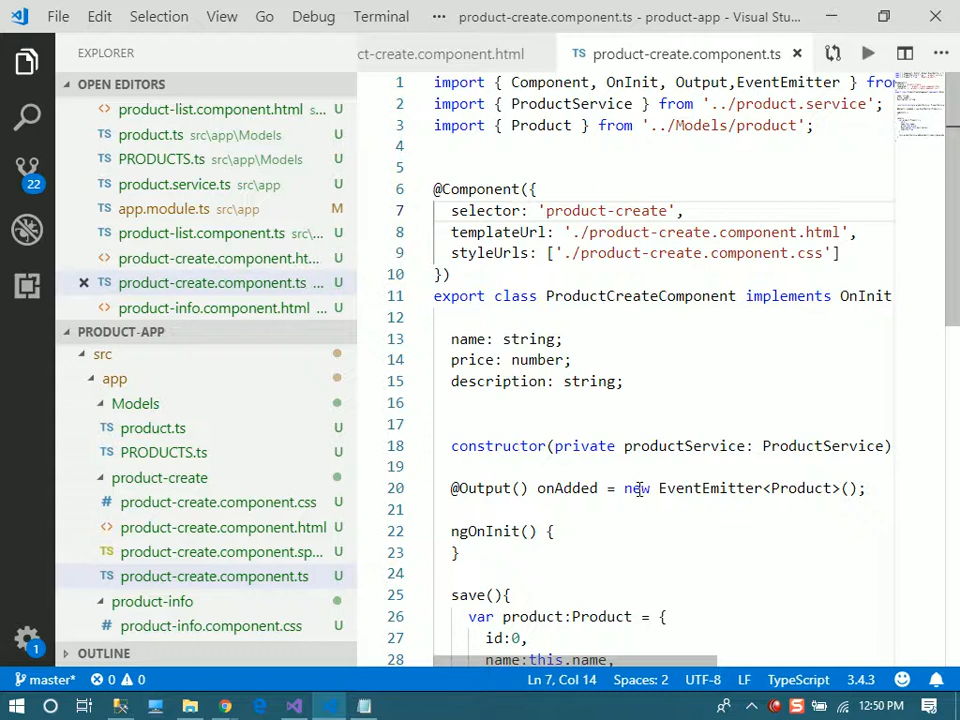 File Edit Selection View Go Debug Terminal ••• product-create.component.ts - product-app - Visual Stu...
EXPLORER
OPEN EDITORS
<> product-list.component.html s... U
TS product.ts src\app\Models U
TS PRODUCTS.ts src\app\Models U
TS product.service.ts src\app U
TS app.module.ts src\app M
TS product-list.component.ts src\... U
<> product-create.component.ht... U
× TS product-create.component.ts ... U
<> product-info.component.html ... U
PRODUCT-APP
src
app
Models
TS product.ts U
TS PRODUCTS.ts U
product-create
# product-create.component.css U
<> product-create.component.html U
TS product-create.component.sp... U
TS product-create.component.ts U
product-info
# product-info.component.css U
OUTLINE
22
1
ct-create.component.html
TS product-create.component.ts ×
1 import { Component, OnInit, Output,EventEmitter } fro
2 import { ProductService } from '../product.service';
3 import { Product } from '../Models/product';
4
5
6 @Component({
7 selector: 'product-create',
8 templateUrl: './product-create.component.html',
9 styleUrls: ['./product-create.component.css']
10 })
11 export class ProductCreateComponent implements OnInit
12
13 name: string;
14 price: number;
15 description: string;
16
17
18 constructor(private productService: ProductService)
19
20 @Output() onAdded = new EventEmitter<Product>();
21
22 ngOnInit() {
23 }
24
25 save(){
26 var product:Product = {
27 id:0,
28 name:this.name,
master* 0 0 Ln 7, Col 14 Spaces: 2 UTF-8 LF TypeScript 3.4.3
12:50 PM